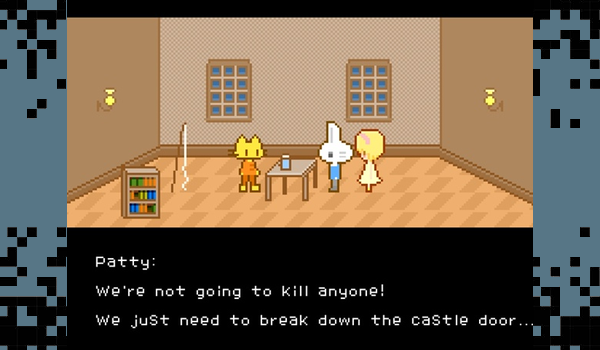 Patty:
We're not going to kill anyone!
We just need to break down the castle door...